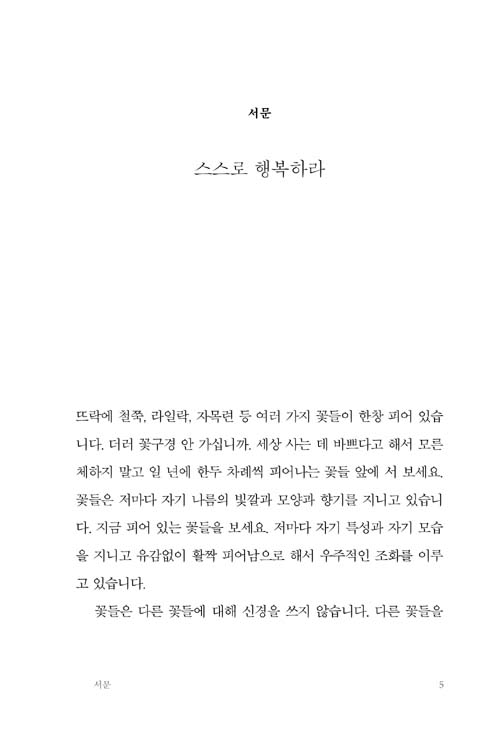 서문
스스로 행복하라
뜨락에 철쭉, 라일락, 자목련 등 여러 가지 꽃들이 한창 피어 있습
니다. 더러 꽃구경 안 가십니까. 세상 사는 데 바쁘다고 해서 모른
체하지 말고 일 년에 한두 차례씩 피어나는 꽃들 앞에 서 보세요.
꽃들은 저마다 자기 나름의 빛깔과 모양과 향기를 지니고 있습니
다. 지금 피어 있는 꽃들을 보세요. 저마다 자기 특성과 자기 모습
을 지니고 유감없이 활짝 피어남으로 해서 우주적인 조화를 이루
고 있습니다.
꽃들은 다른 꽃들에 대해 신경을 쓰지 않습니다. 다른 꽃들을
서문 5